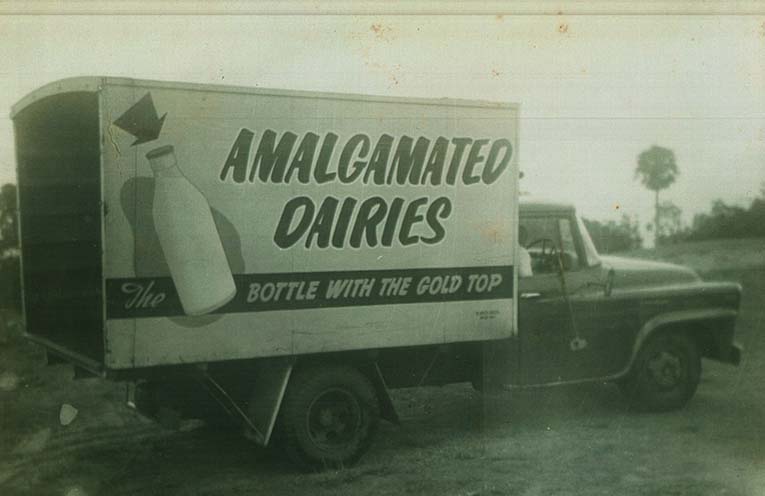 AMALGAMATED
DAIRIES
The BOTTLE WITH THE GOLD TOP